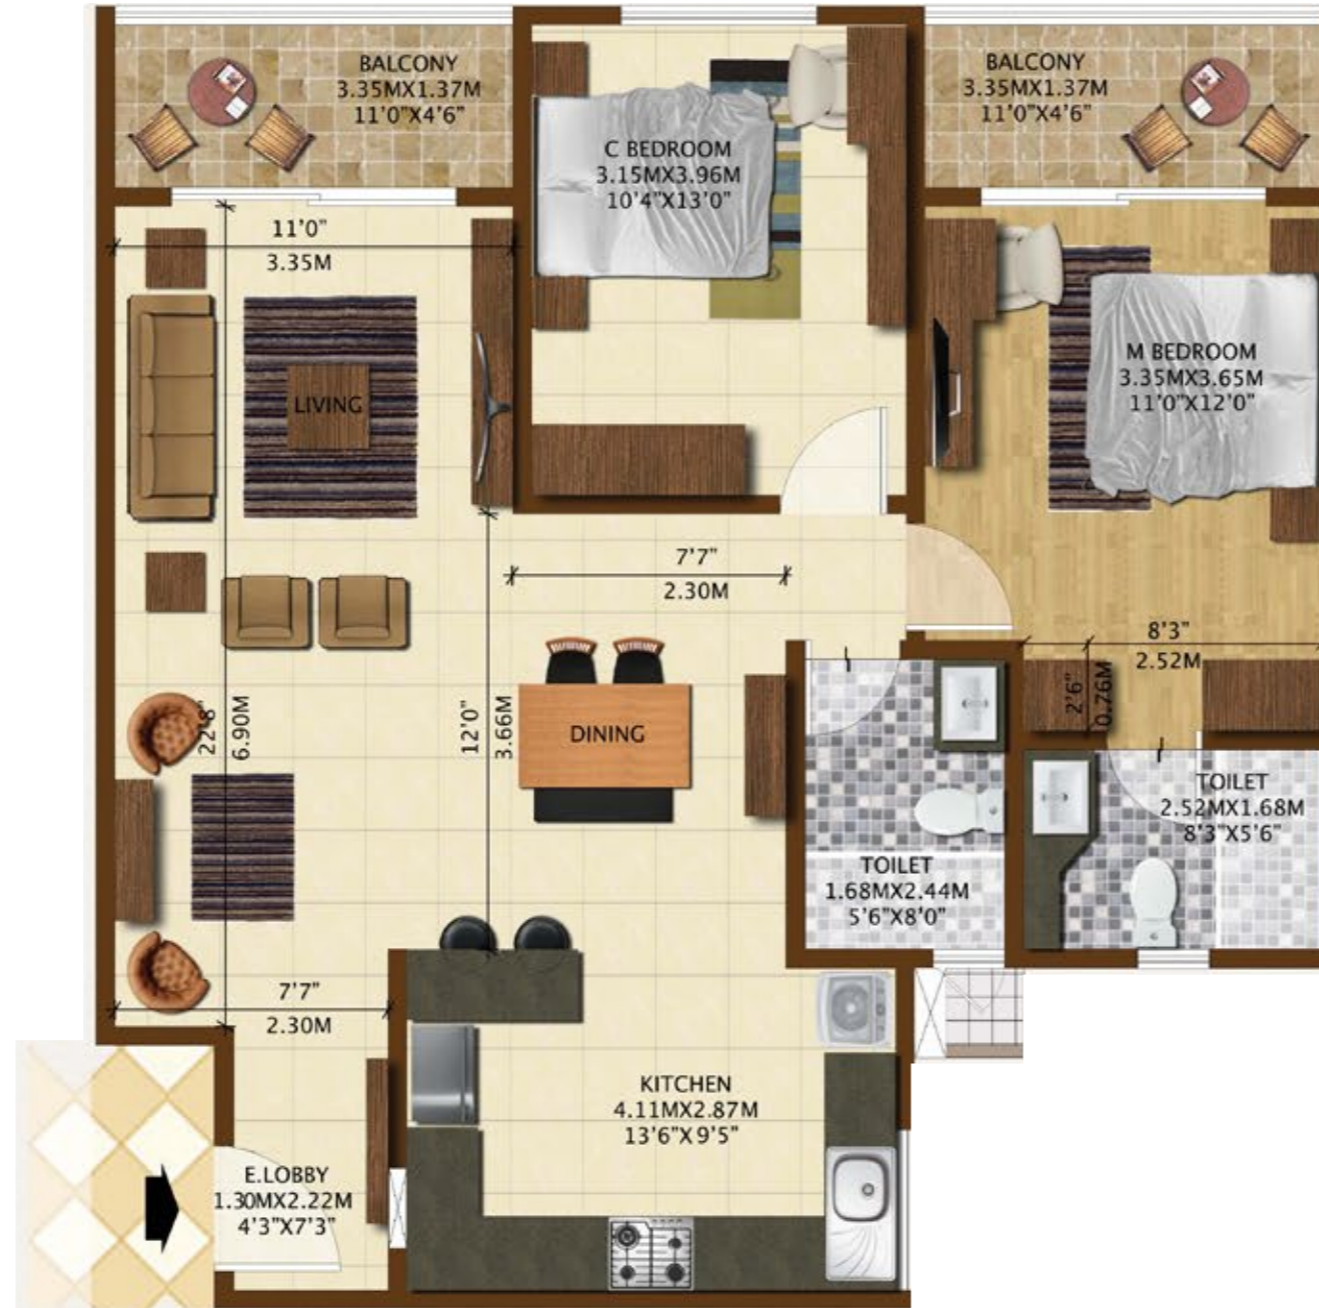 BALCONY
3.35MX1.37M
11'0"X4'6"
BALCONY
3.35MX1.37M
11'0"X4'6"
C BEDROOM
3.15MX3.96M
10'4"X13'0"
11'0"
3.35M
LIVING
M BEDROOM
3.35MX3.65M
11'0"X12'0"
7'7"
2.30M
8'3"
2.52M
2'6"
0.76M
22'8"
6.90M
12'0"
3.66M
DINING
TOILET
2.52MX1.68M
8'3"X5'6"
TOILET
1.68MX2.44M
5'6"X8'0"
7'7"
2.30M
KITCHEN
4.11MX2.87M
13'6"X9'5"
E.LOBBY
1.30MX2.22M
4'3"X7'3"